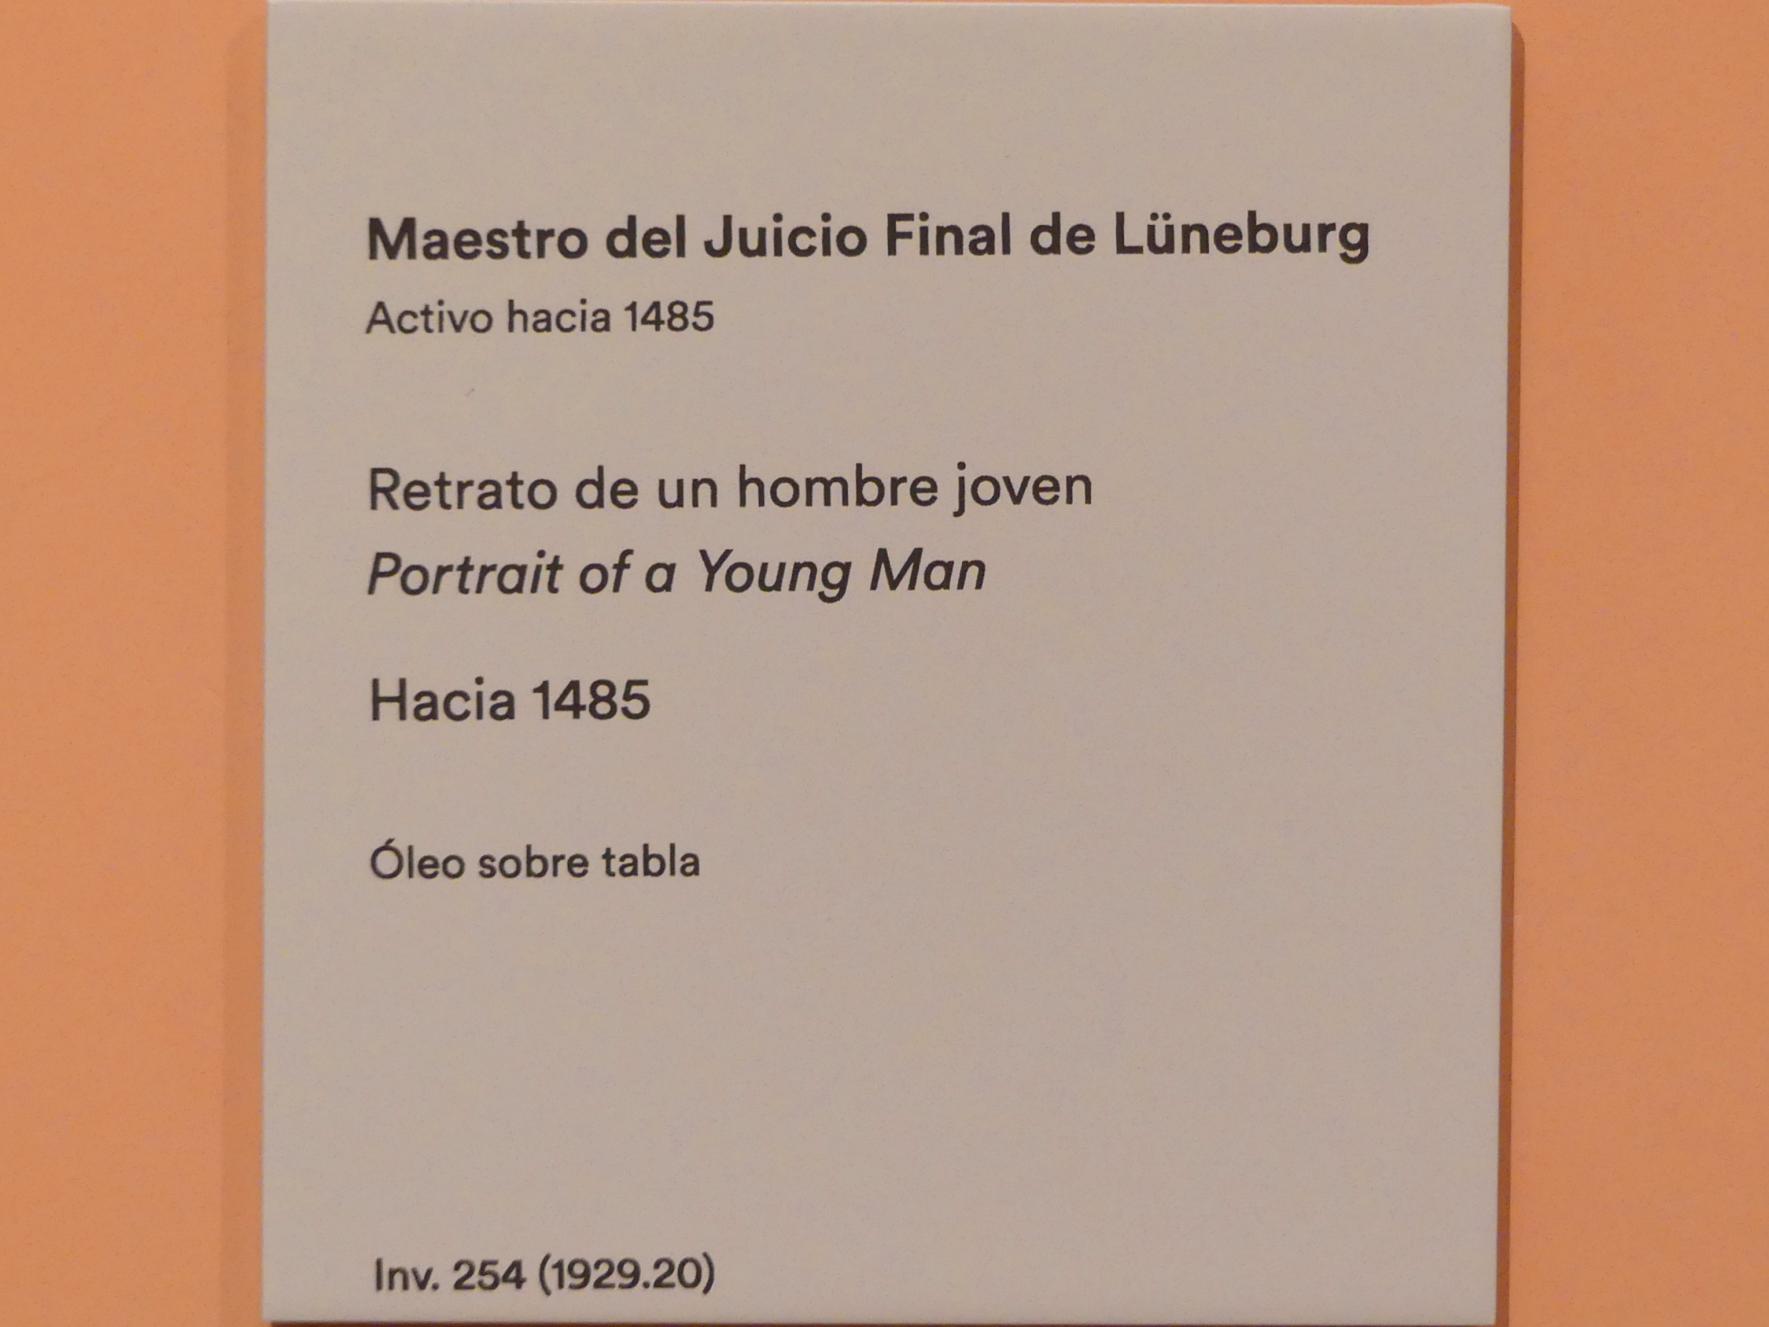 Maestro del Juicio Final de Lüneburg
Activo hacia 1485
Retrato de un hombre joven
Portrait of a Young Man
Hacia 1485
Óleo sobre tabla
Inv. 254 (1929.20)